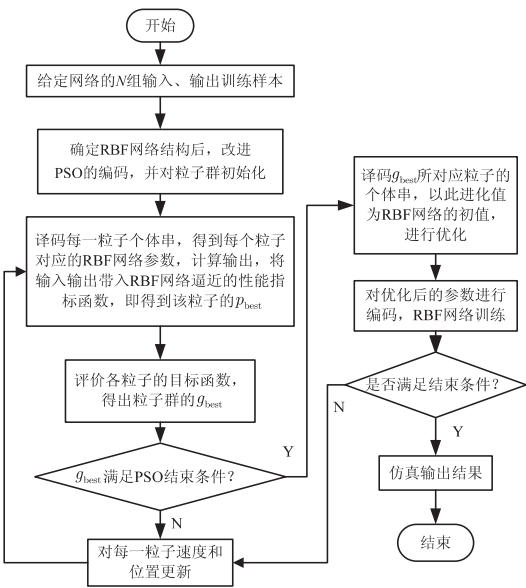 开始
给定网络的N组输入、输出训练样本
确定RBF网络结构后，改进
PSO的编码，并对粒子群初始化
译码每一粒子个体串，得到每个粒子
对应的RBF网络参数，计算输出，将
输入输出带入RBF网络逼近的性能指
标函数，即得到该粒子的pbest
评价各粒子的目标函数，
得出粒子群的gbest
gbest满足PSO结束条件？
Y
N
对每一粒子速度和
位置更新
译码gbest所对应粒子的
个体串，以此进化值
为RBF网络的初值，
进行优化
对优化后的参数进行
编码，RBF网络训练
是否满足结束条件？
N
Y
仿真输出结果
结束